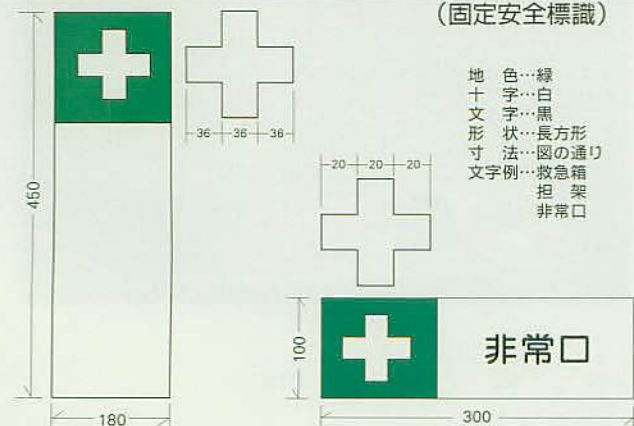 (固定安全標識)
地 色…緑
十 字…白
文 字…黒
形 状…長方形
寸 法…図の通り
文字例…救急箱
担 架
非常口
36 36 36
450
180
20 20 20
100
非常口
300